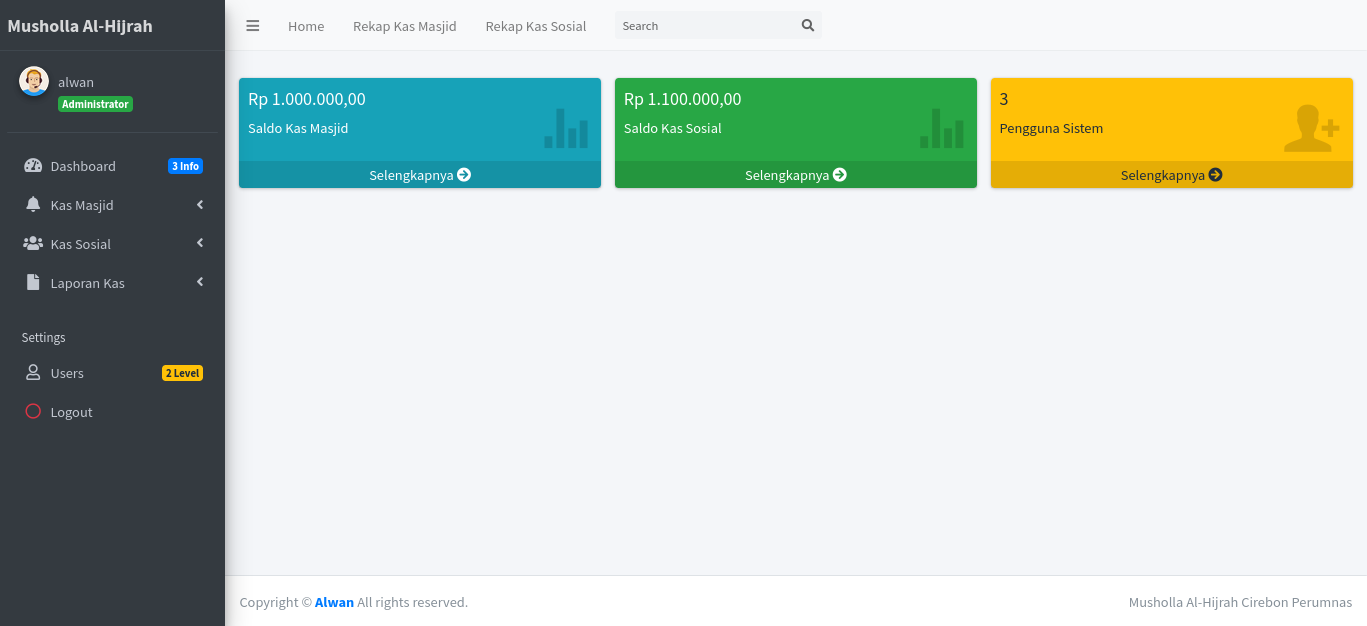 Musholla Al-Hijrah
alwan
Administrator
Dashboard 3 Info
Kas Masjid
Kas Sosial
Laporan Kas
Settings
Users 2 Level
Logout
Home Rekap Kas Masjid Rekap Kas Sosial Search
Rp 1.000.000,00
Saldo Kas Masjid
Selengkapnya
Rp 1.100.000,00
Saldo Kas Sosial
Selengkapnya
3
Pengguna Sistem
Selengkapnya
Copyright © Alwan All rights reserved.
Musholla Al-Hijrah Cirebon Perumnas